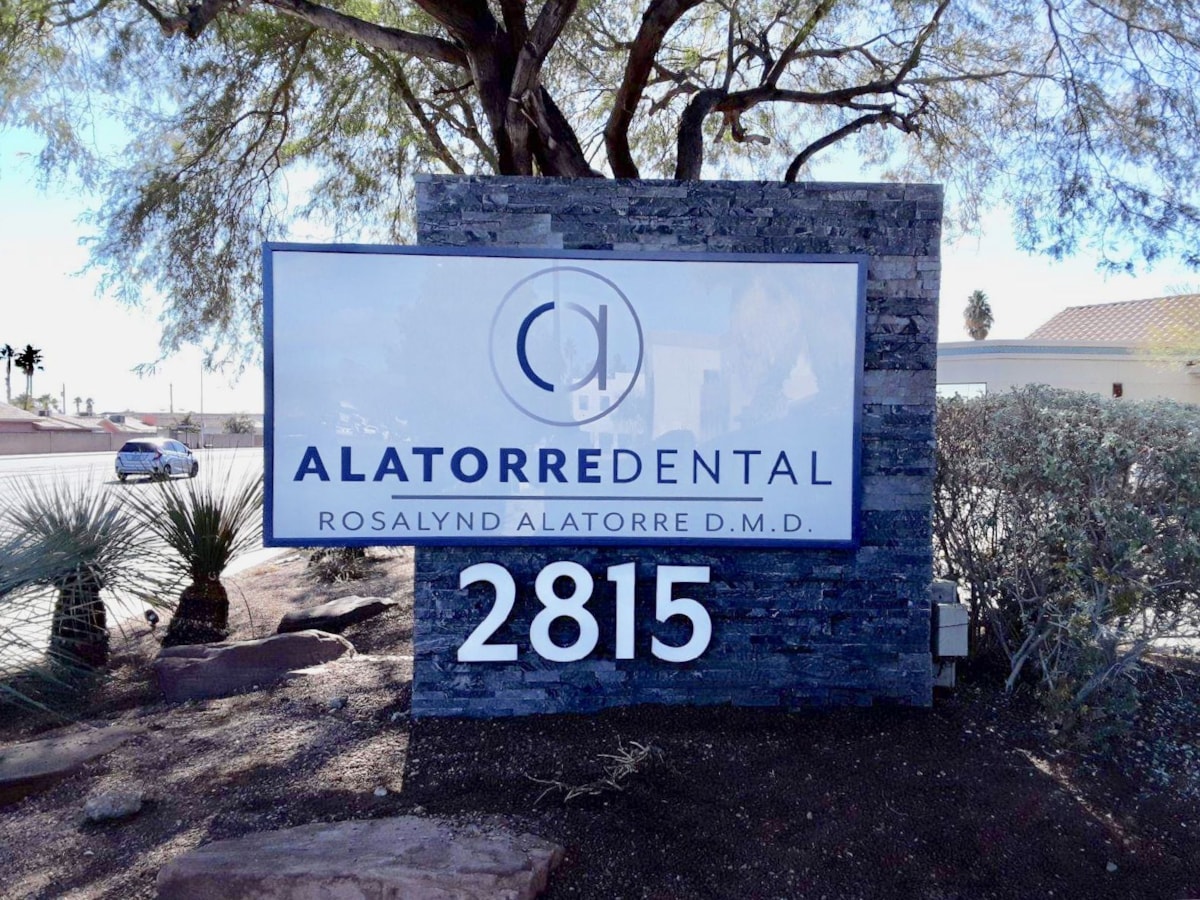 a
ALATORREDENTAL
ROSALYND ALATORRE D.M.D.
2815